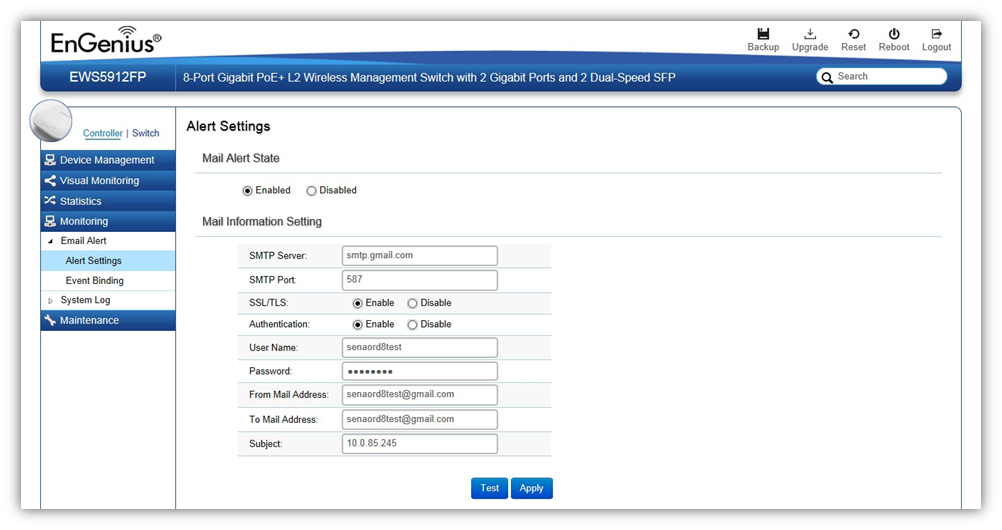 EnGenius®
Backup Upgrade Reset Reboot Logout
EWS5912FP
8-Port Gigabit PoE+ L2 Wireless Management Switch with 2 Gigabit Ports and 2 Dual-Speed SFP
Search
Controller | Switch
Device Management
Visual Monitoring
Statistics
Monitoring
Email Alert
Alert Settings
Event Binding
System Log
Maintenance
Alert Settings
Mail Alert State
Enabled Disabled
Mail Information Setting
SMTP Server: smtp.gmail.com
SMTP Port: 587
SSL/TLS: Enable Disable
Authentication: Enable Disable
User Name: senaord8test
Password: ••••••••
From Mail Address: senaord8test@gmail.com
To Mail Address: senaord8test@gmail.com
Subject: 10.0.85.245
Test Apply